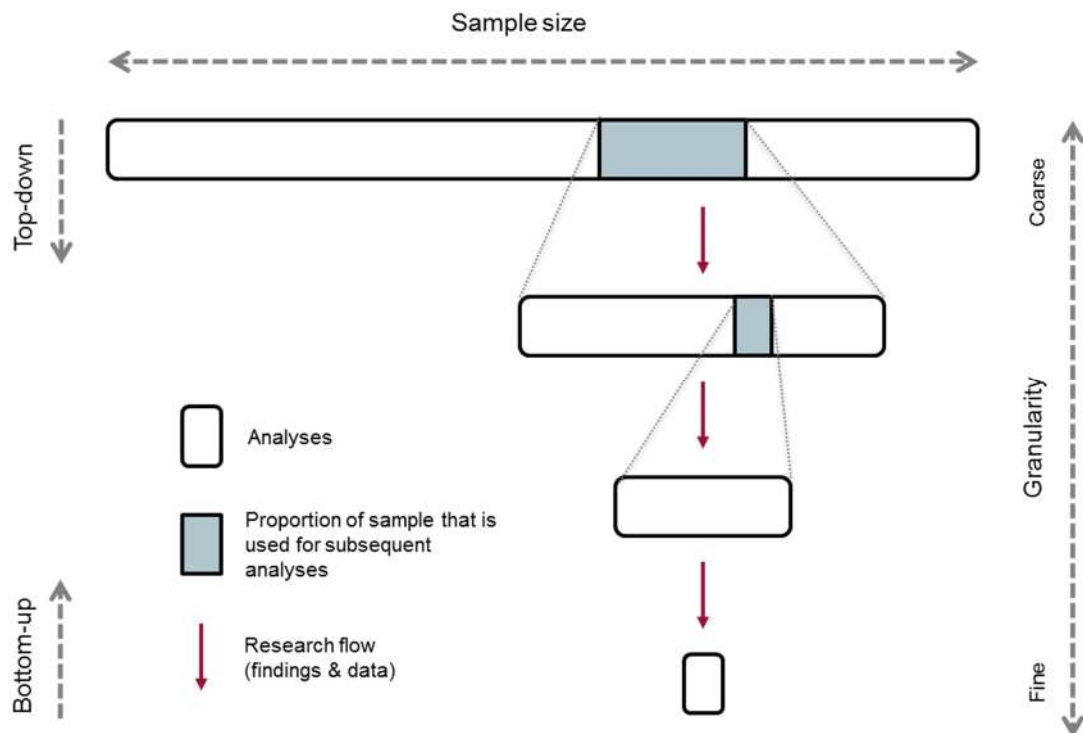 Sample size
Top-down
Coarse
Granularity
Analyses
Proportion of sample that is
used for subsequent
analyses
Bottom-up
Research flow
(findings & data)
Fine